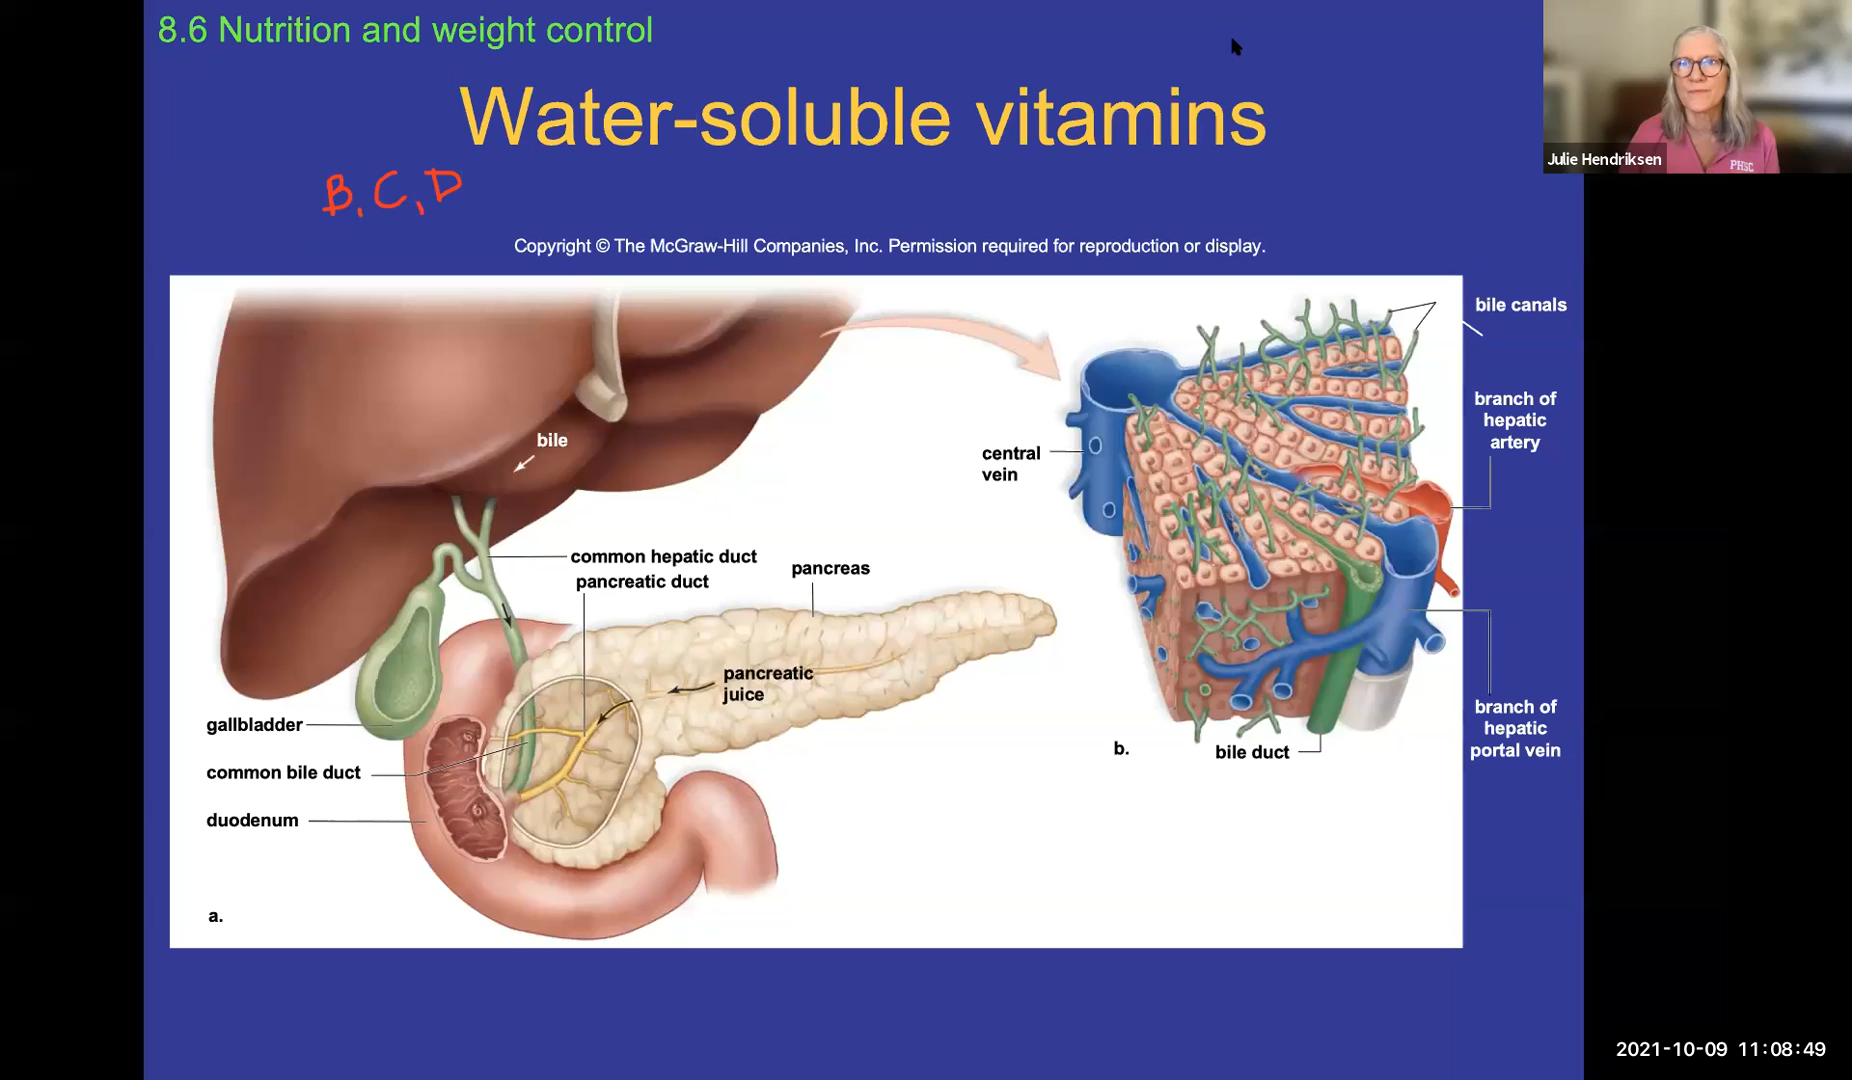 8.6 Nutrition and weight control
Water-soluble vitamins
B, C, D
Julie Hendriksen
PHSC
Copyright © The McGraw-Hill Companies, Inc. Permission required for reproduction or display.
bile
common hepatic duct
pancreatic duct
pancreas
pancreatic
juice
gallbladder
common bile duct
duodenum
a.
bile canals
branch of
hepatic
artery
central
vein
branch of
hepatic
portal vein
b.
bile duct
2021-10-09 11:08:49